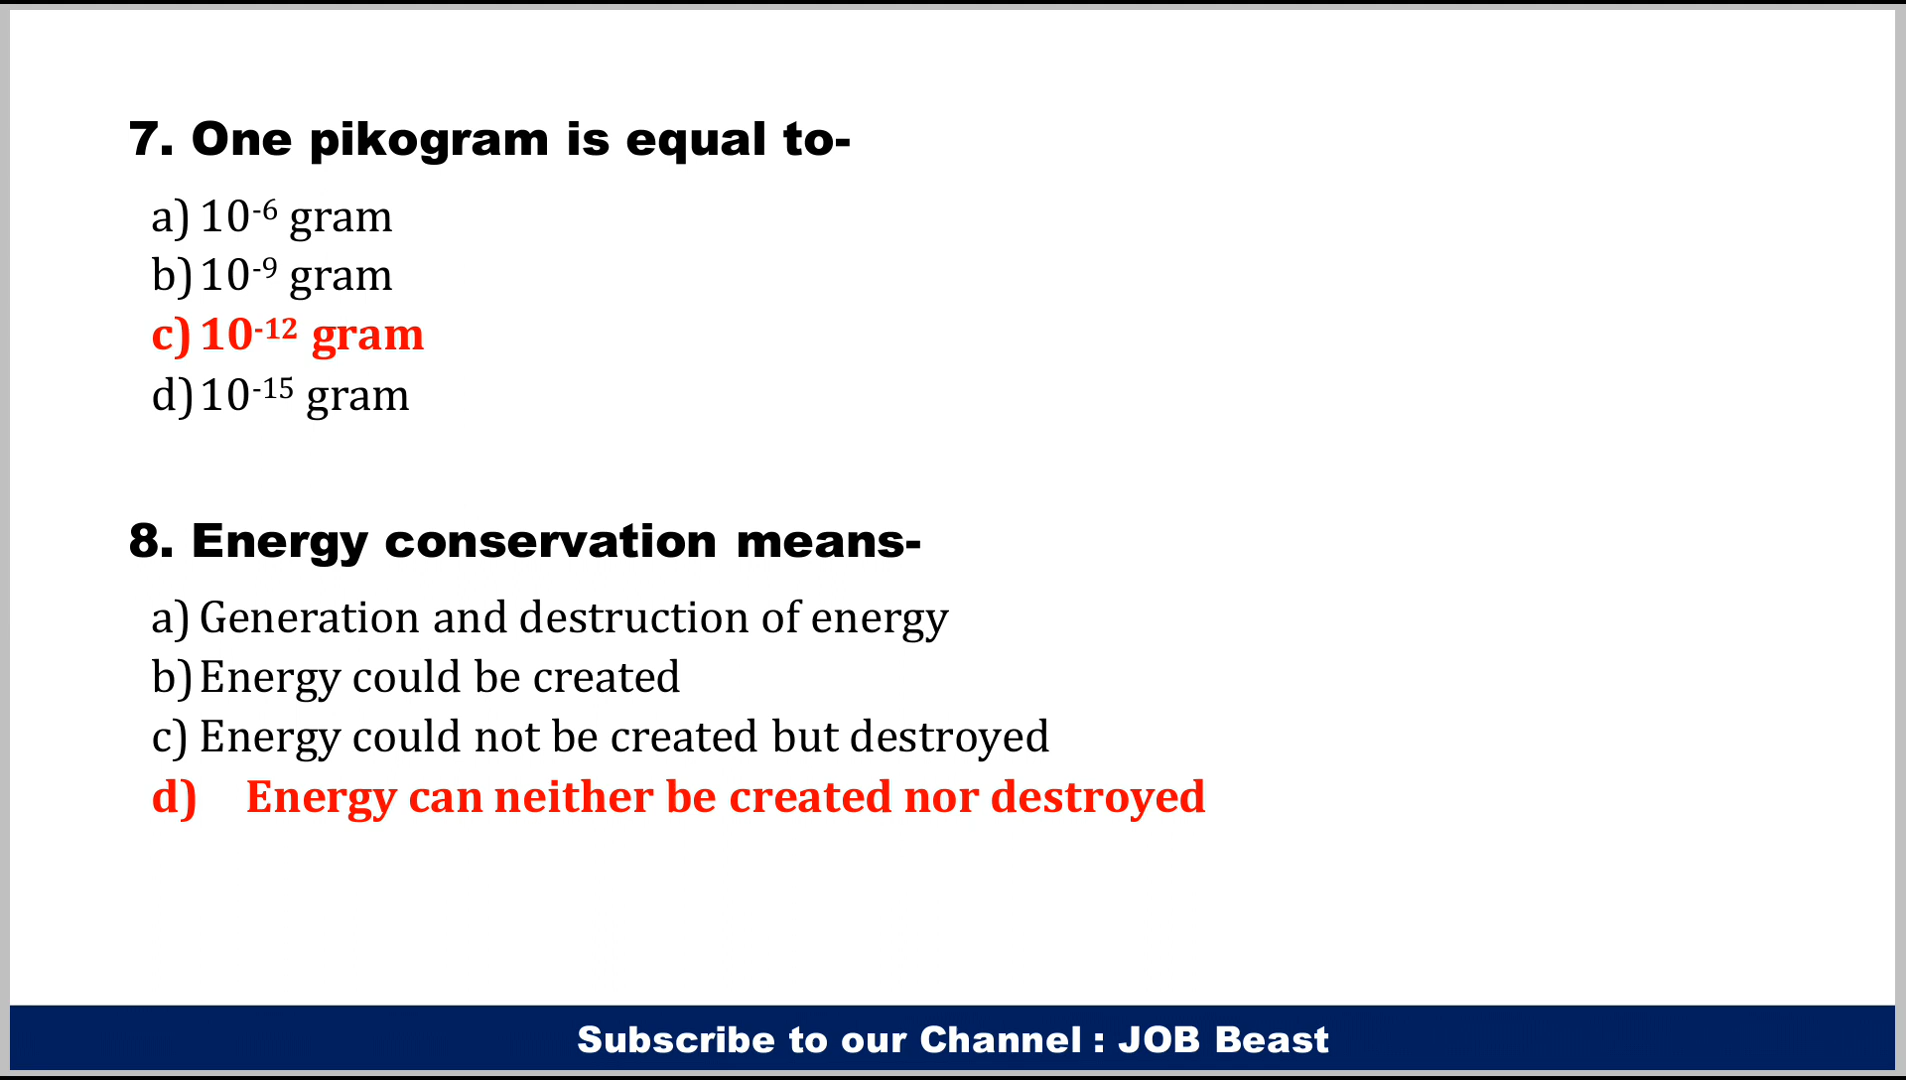 7. One pikogram is equal to-
a) 10⁻⁶ gram
b) 10⁻⁹ gram
c) 10⁻¹² gram
d) 10⁻¹⁵ gram
8. Energy conservation means-
a) Generation and destruction of energy
b) Energy could be created
c) Energy could not be created but destroyed
d) Energy can neither be created nor destroyed
Subscribe to our Channel : JOB Beast